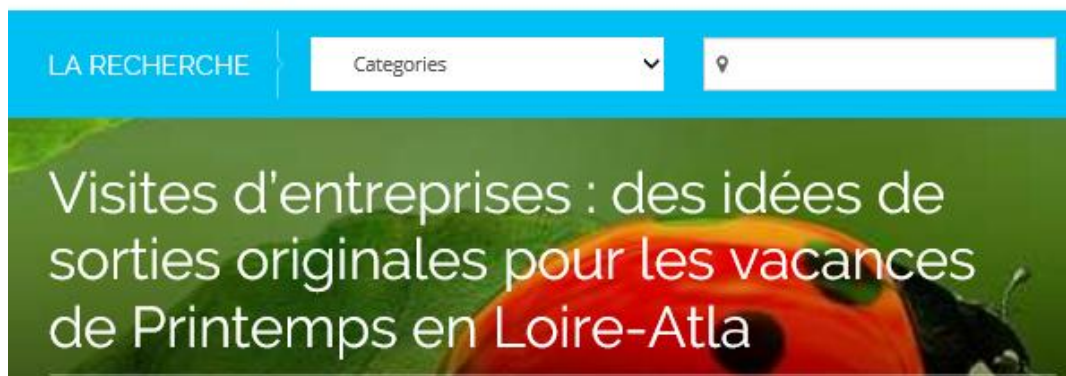 LA RECHERCHE
Categories
Visites d'entreprises : des idées de
sorties originales pour les vacances
de Printemps en Loire-Atla